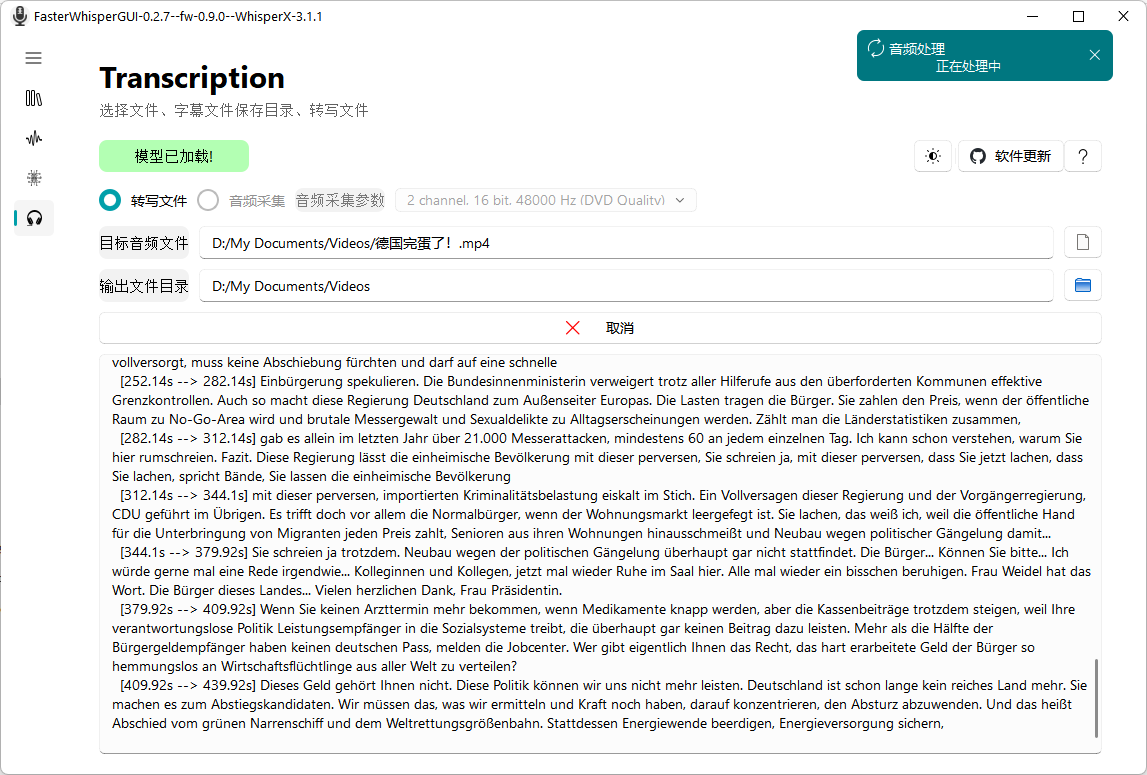 FasterWhisperGUI-0.2.7--fw-0.9.0--WhisperX-3.1.1
音频处理
正在处理中
Transcription
选择文件、字幕文件保存目录、转写文件
模型已加载!
软件更新
?
转写文件
音频采集
音频采集参数
2 channel. 16 bit. 48000 Hz (DVD Quality)
目标音频文件
D:/My Documents/Videos/德国完蛋了！.mp4
输出文件目录
D:/My Documents/Videos
取消
vollversorgt, muss keine Abschiebung fürchten und darf auf eine schnelle
[252.14s --> 282.14s] Einbürgerung spekulieren. Die Bundesinnenministerin verweigert trotz aller Hilferufe aus den überforderten Kommunen effektive
Grenzkontrollen. Auch so macht diese Regierung Deutschland zum Außenseiter Europas. Die Lasten tragen die Bürger. Sie zahlen den Preis, wenn der öffentliche
Raum zu No-Go-Area wird und brutale Messergewalt und Sexualdelikte zu Alltagserscheinungen werden. Zählt man die Länderstatistiken zusammen,
[282.14s --> 312.14s] gab es allein im letzten Jahr über 21.000 Messerattacken, mindestens 60 an jedem einzelnen Tag. Ich kann schon verstehen, warum Sie
hier rumschreien. Fazit. Diese Regierung lässt die einheimische Bevölkerung mit dieser perversen, Sie schreien ja, mit dieser perversen, dass Sie jetzt lachen, dass
Sie lachen, spricht Bände, Sie lassen die einheimische Bevölkerung
[312.14s --> 344.1s] mit dieser perversen, importierten Kriminalitätsbelastung eiskalt im Stich. Ein Vollversagen dieser Regierung und der Vorgängerregierung,
CDU geführt im Übrigen. Es trifft doch vor allem die Normalbürger, wenn der Wohnungsmarkt leergefegt ist. Sie lachen, das weiß ich, weil die öffentliche Hand
für die Unterbringung von Migranten jeden Preis zahlt, Senioren aus ihren Wohnungen hinausschmeißt und Neubau wegen politischer Gängelung damit...
[344.1s --> 379.92s] Sie schreien ja trotzdem. Neubau wegen der politischen Gängelung überhaupt gar nicht stattfindet. Die Bürger... Können Sie bitte... Ich
würde gerne mal eine Rede irgendwie... Kolleginnen und Kollegen, jetzt mal wieder Ruhe im Saal hier. Alle mal wieder ein bisschen beruhigen. Frau Weidel hat das
Wort. Die Bürger dieses Landes... Vielen herzlichen Dank, Frau Präsidentin.
[379.92s --> 409.92s] Wenn Sie keinen Arzttermin mehr bekommen, wenn Medikamente knapp werden, aber die Kassenbeiträge trotzdem steigen, weil Ihre
verantwortungslose Politik Leistungsempfänger in die Sozialsysteme treibt, die überhaupt gar keinen Beitrag dazu leisten. Mehr als die Hälfte der
Bürgergeldempfänger haben keinen deutschen Pass, melden die Jobcenter. Wer gibt eigentlich Ihnen das Recht, das hart erarbeitete Geld der Bürger so
hemmungslos an Wirtschaftsflüchtlinge aus aller Welt zu verteilen?
[409.92s --> 439.92s] Dieses Geld gehört Ihnen nicht. Diese Politik können wir uns nicht mehr leisten. Deutschland ist schon lange kein reiches Land mehr. Sie
machen es zum Abstiegskandidaten. Wir müssen das, was wir ermitteln und Kraft noch haben, darauf konzentrieren, den Absturz abzuwenden. Und das heißt
Abschied vom grünen Narrenschiff und dem Weltrettungsgrößenbahn. Stattdessen Energiewende beerdigen, Energieversorgung sichern,